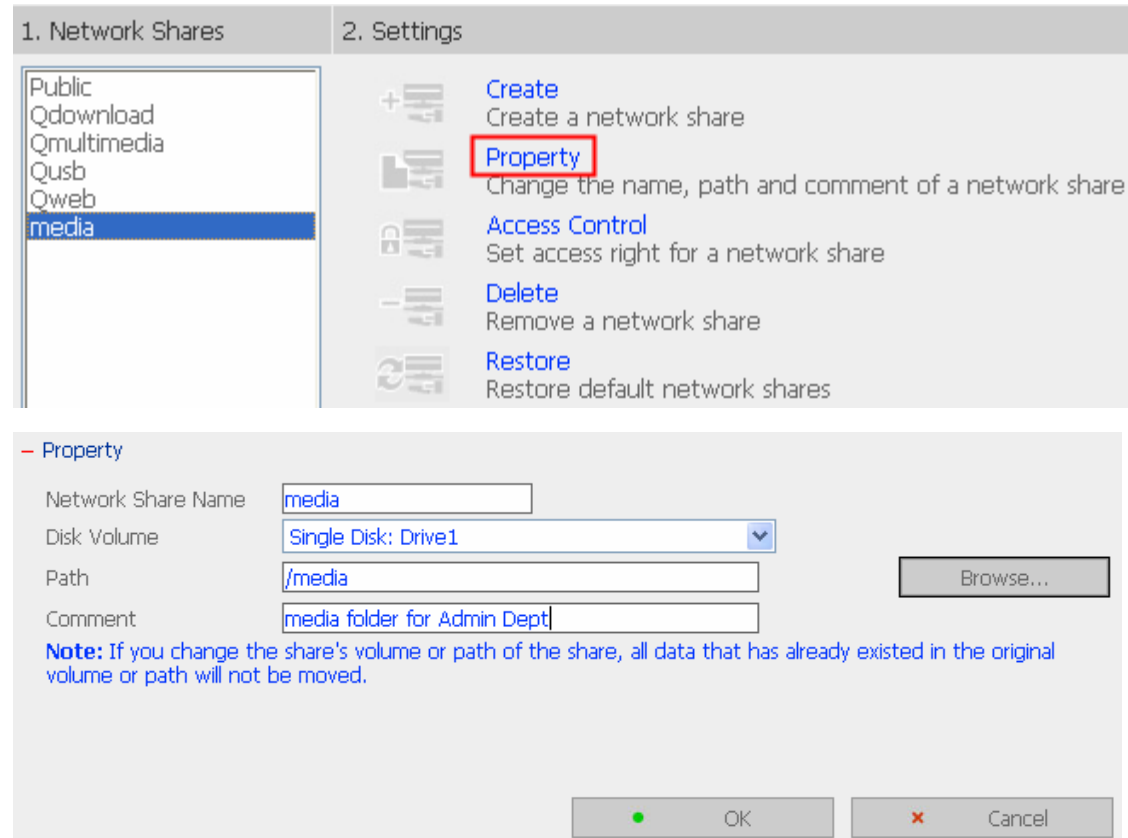 1. Network Shares
2. Settings
Public
Qdownload
Qmultimedia
Qusb
Qweb
media
Create
Create a network share
Property
Change the name, path and comment of a network share
Access Control
Set access right for a network share
Delete
Remove a network share
Restore
Restore default network shares
– Property
Network Share Name media
Disk Volume Single Disk: Drive1
Path /media Browse...
Comment media folder for Admin Dept
Note: If you change the share's volume or path of the share, all data that has already existed in the original
volume or path will not be moved.
OK Cancel